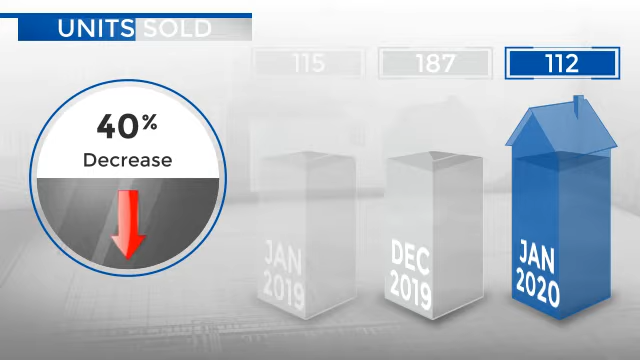 UNITS SOLD
115
187
112
40%
Decrease
JAN
2019
DEC
2019
JAN
2020